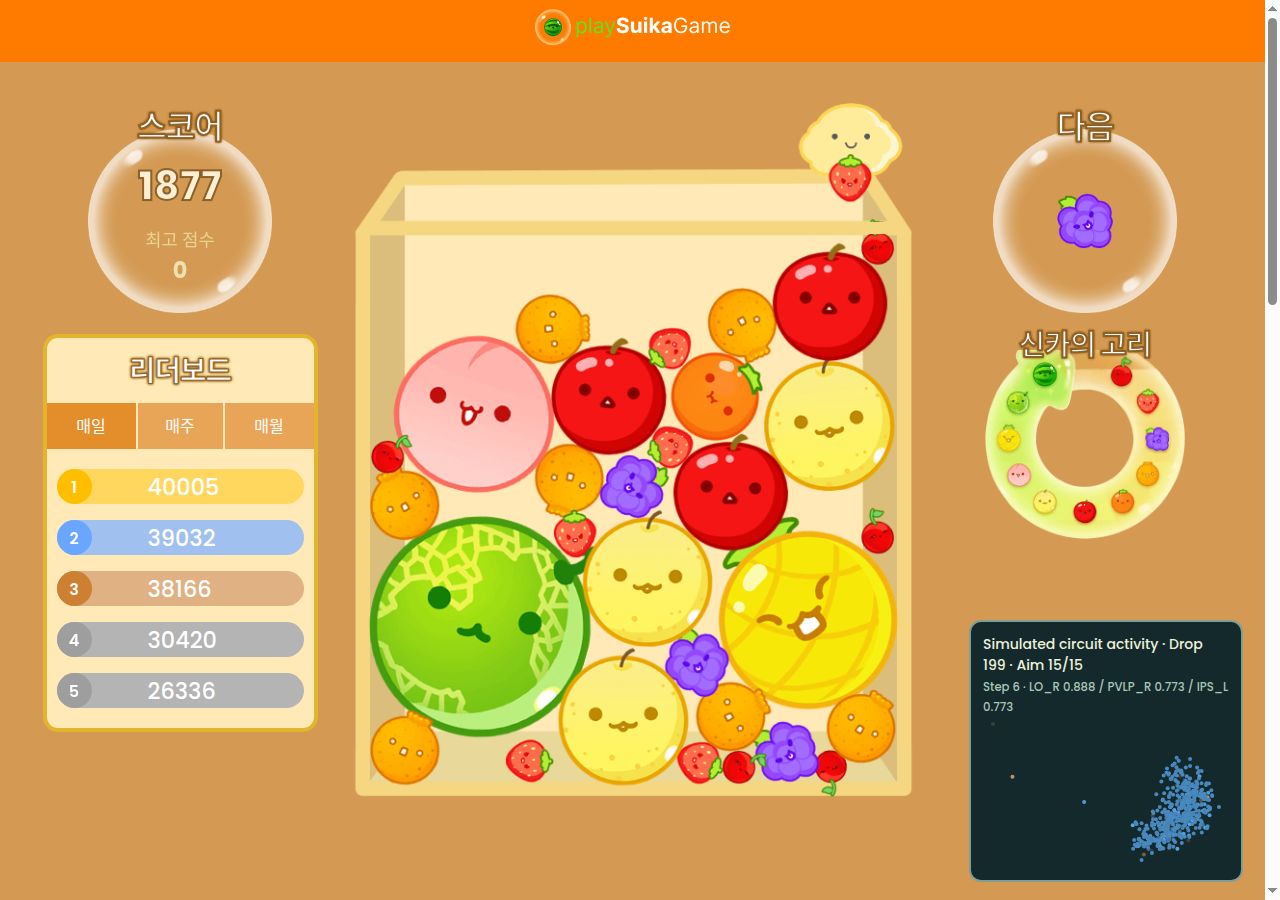 playSuikaGame
스코어
1877
최고 점수
0
리더보드
매일 매주 매월
1 40005
2 39032
3 38166
4 30420
5 26336
다음
신카의 고리
Simulated circuit activity · Drop
199 · Aim 15/15
Step 6 · LO_R 0.888 / PVLP_R 0.773 / IPS_L
0.773